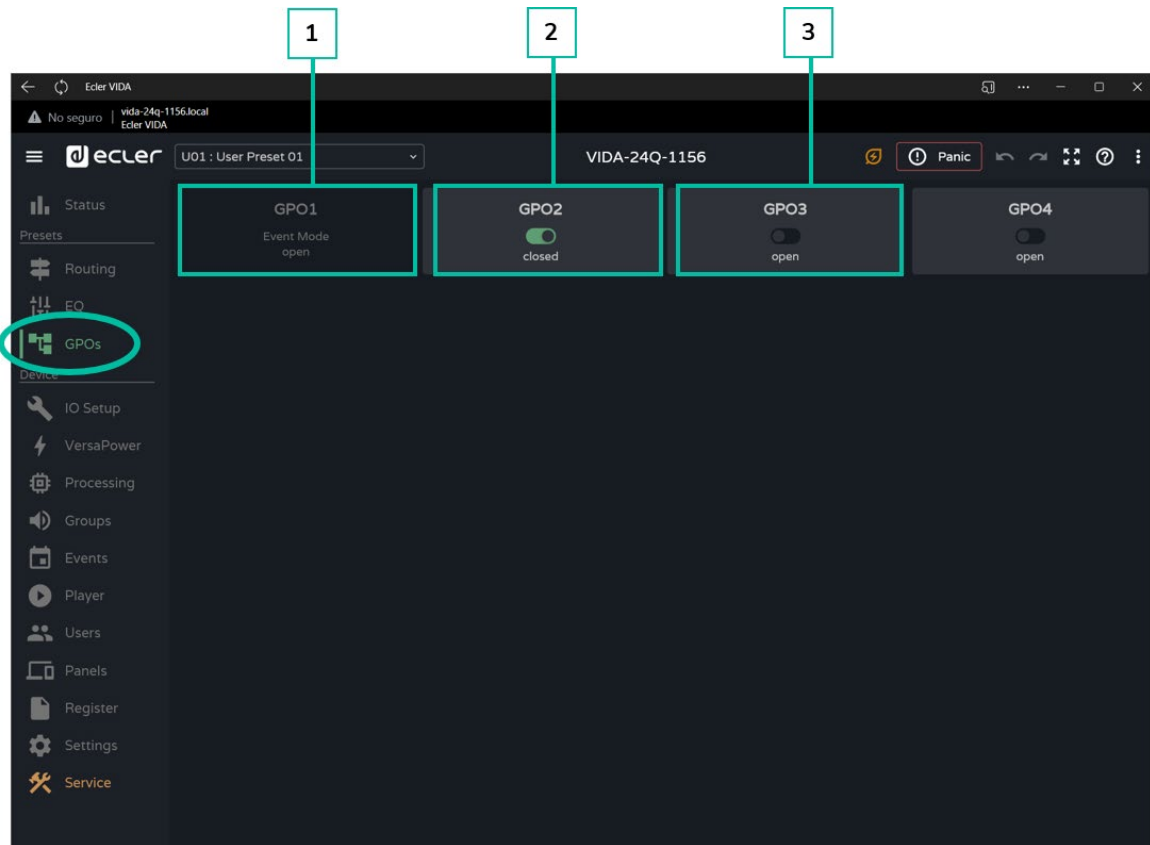 1
2
3
Ecler VIDA
No seguro | vida-24q-1156.local
Ecler VIDA
ecler
U01 : User Preset 01
VIDA-24Q-1156
Panic
Status
Presets
Routing
EQ
GPOs
Device
IO Setup
VersaPower
Processing
Groups
Events
Player
Users
Panels
Register
Settings
Service
GPO1
Event Mode
open
GPO2
closed
GPO3
open
GPO4
open